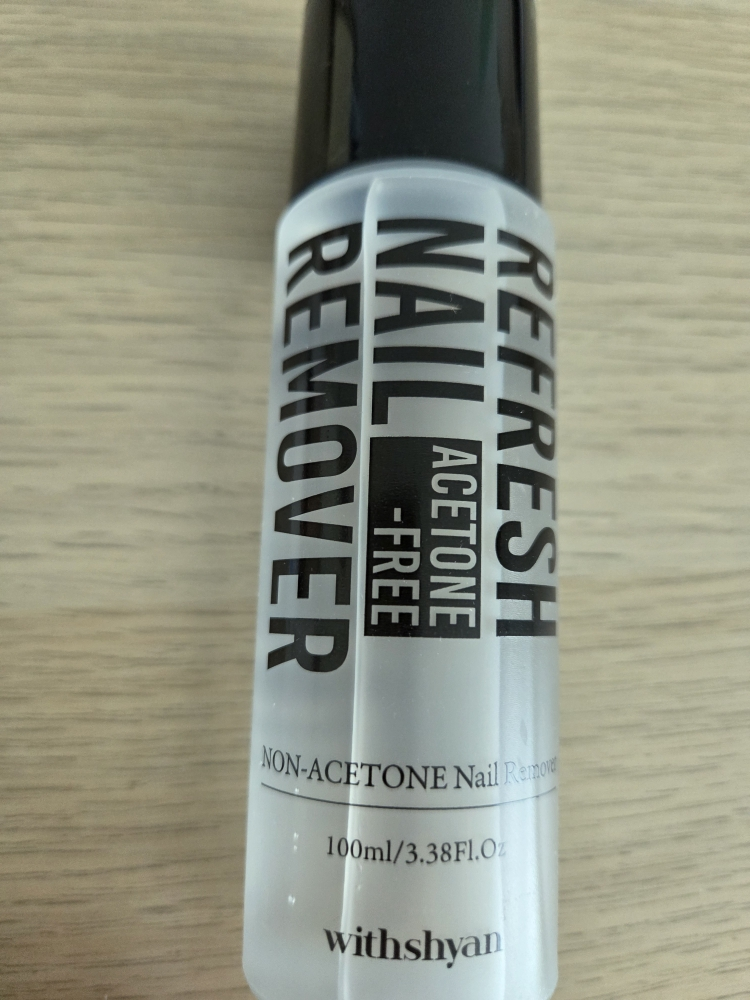 REFRESH
NAIL
ACETONE
-FREE
REMOVER
NON-ACETONE Nail Remover
100ml/3.38Fl.Oz
withshyan